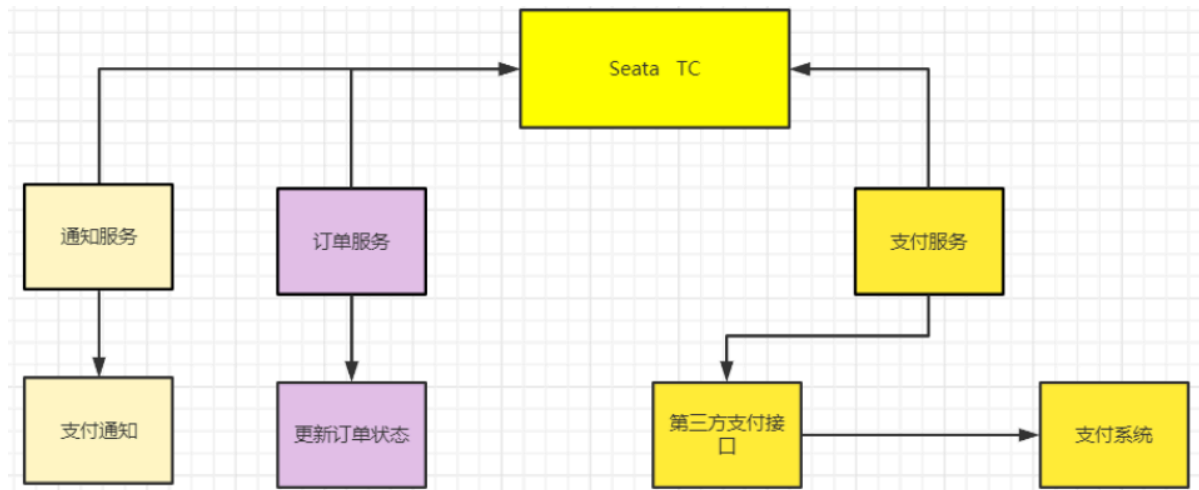 Seata TC
通知服务
订单服务
支付服务
支付通知
更新订单状态
第三方支付接
口
支付系统